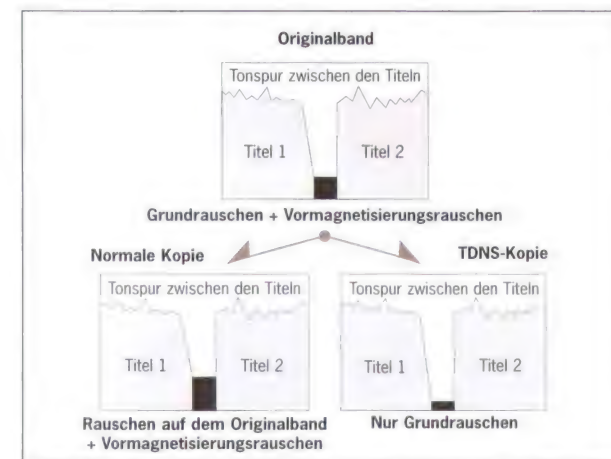 Originalband
Tonspur zwischen den Titeln
Titel 1
Titel 2
Grundrauschen + Vormagnetisierungsrauschen
Normale Kopie
TDNS-Kopie
Tonspur zwischen den Titeln
Titel 1
Titel 2
Rauschen auf dem Originalband
+ Vormagnetisierungsrauschen
Tonspur zwischen den Titeln
Titel 1
Titel 2
Nur Grundrauschen